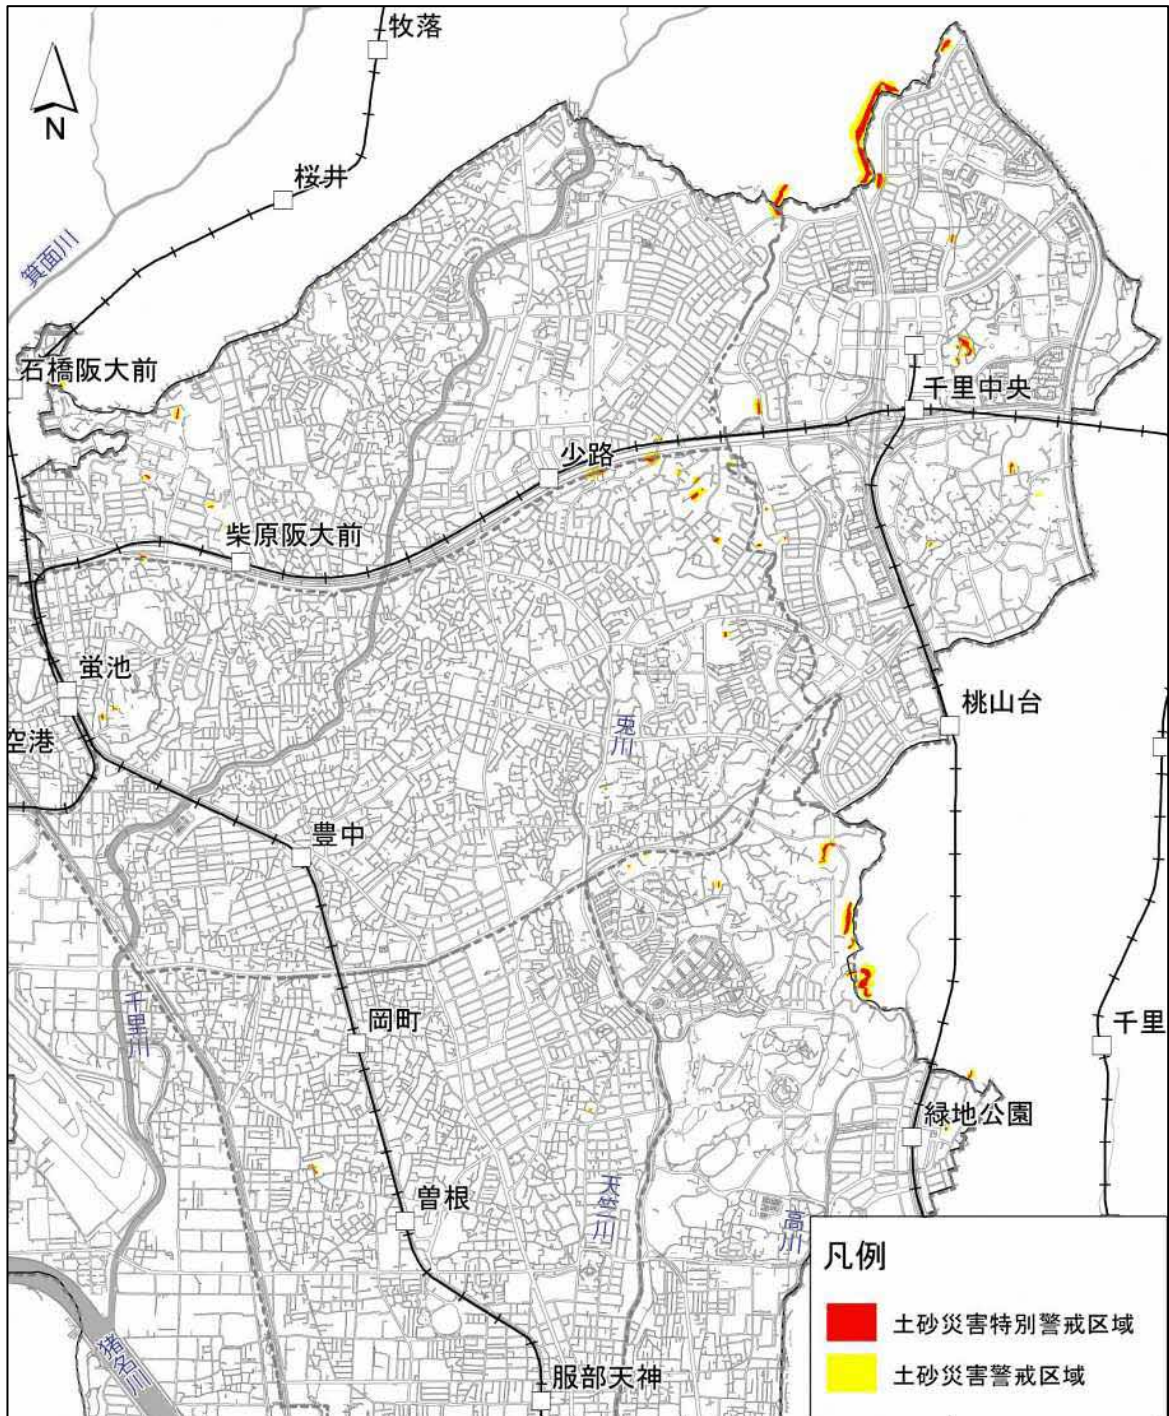 牧落
N
桜井
箕面川
石橋阪大前
千里中央
少路
柴原阪大前
蛍池
桃山台
空港
兎川
豊中
千里川
岡町
千里
緑地公園
曽根
天竺川
高川
凡例
土砂災害特別警戒区域
猪名川
服部天神
土砂災害警戒区域